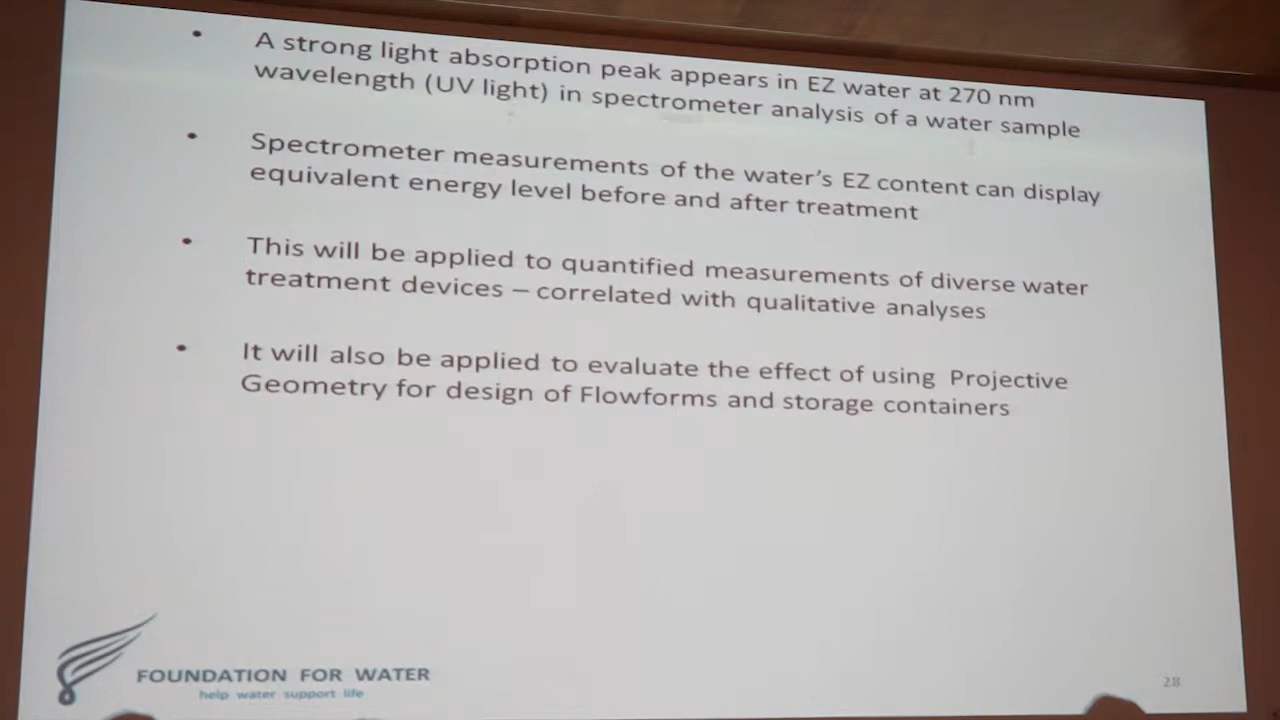 • A strong light absorption peak appears in EZ water at 270 nm
wavelength (UV light) in spectrometer analysis of a water sample
• Spectrometer measurements of the water's EZ content can display
equivalent energy level before and after treatment
• This will be applied to quantified measurements of diverse water
treatment devices – correlated with qualitative analyses
• It will also be applied to evaluate the effect of using Projective
Geometry for design of Flowforms and storage containers
FOUNDATION FOR WATER
help water support life
28